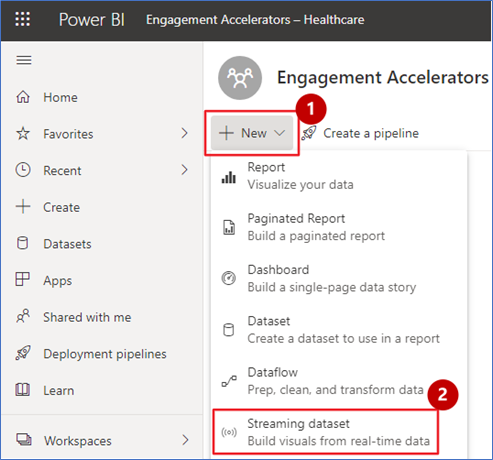 Power BI Engagement Accelerators – Healthcare
Engagement Accelerators
1
New
Create a pipeline
Home
Favorites
Recent
Create
Datasets
Apps
Shared with me
Deployment pipelines
Learn
Workspaces
Report
Visualize your data
Paginated Report
Build a paginated report
Dashboard
Build a single-page data story
Dataset
Create a dataset to use in a report
Dataflow
Prep, clean, and transform data
2
Streaming dataset
Build visuals from real-time data